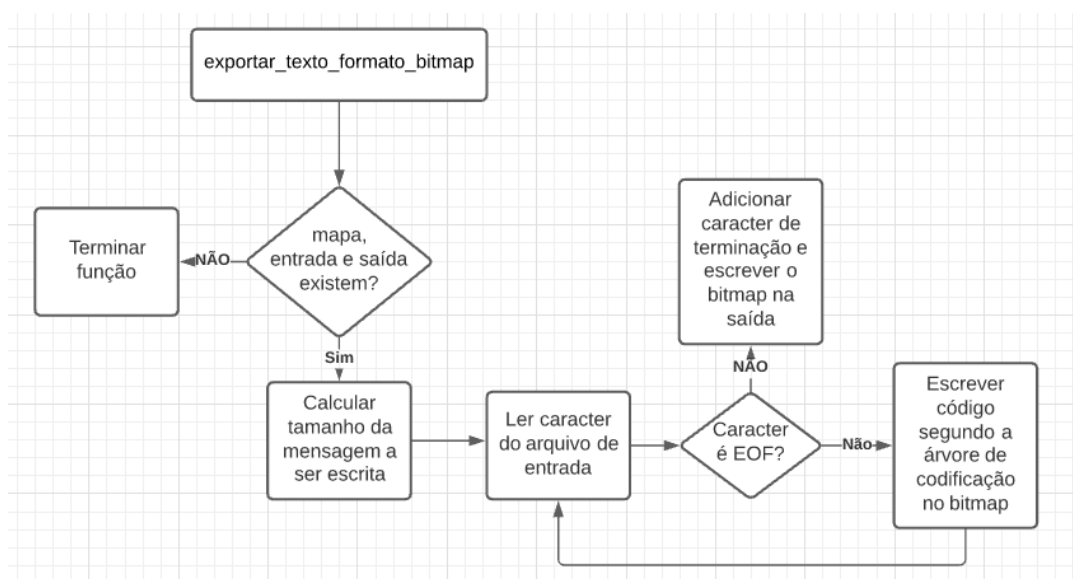 exportar_texto_formato_bitmap
mapa,
entrada e saída
existem?
NÃO
Terminar
função
Sim
Calcular
tamanho da
mensagem a
ser escrita
Ler caracter
do arquivo de
entrada
Caracter
é EOF?
NÃO
Adicionar
caracter de
terminação e
escrever o
bitmap na
saída
Não
Escrever
código
segundo a
árvore de
codificação
no bitmap